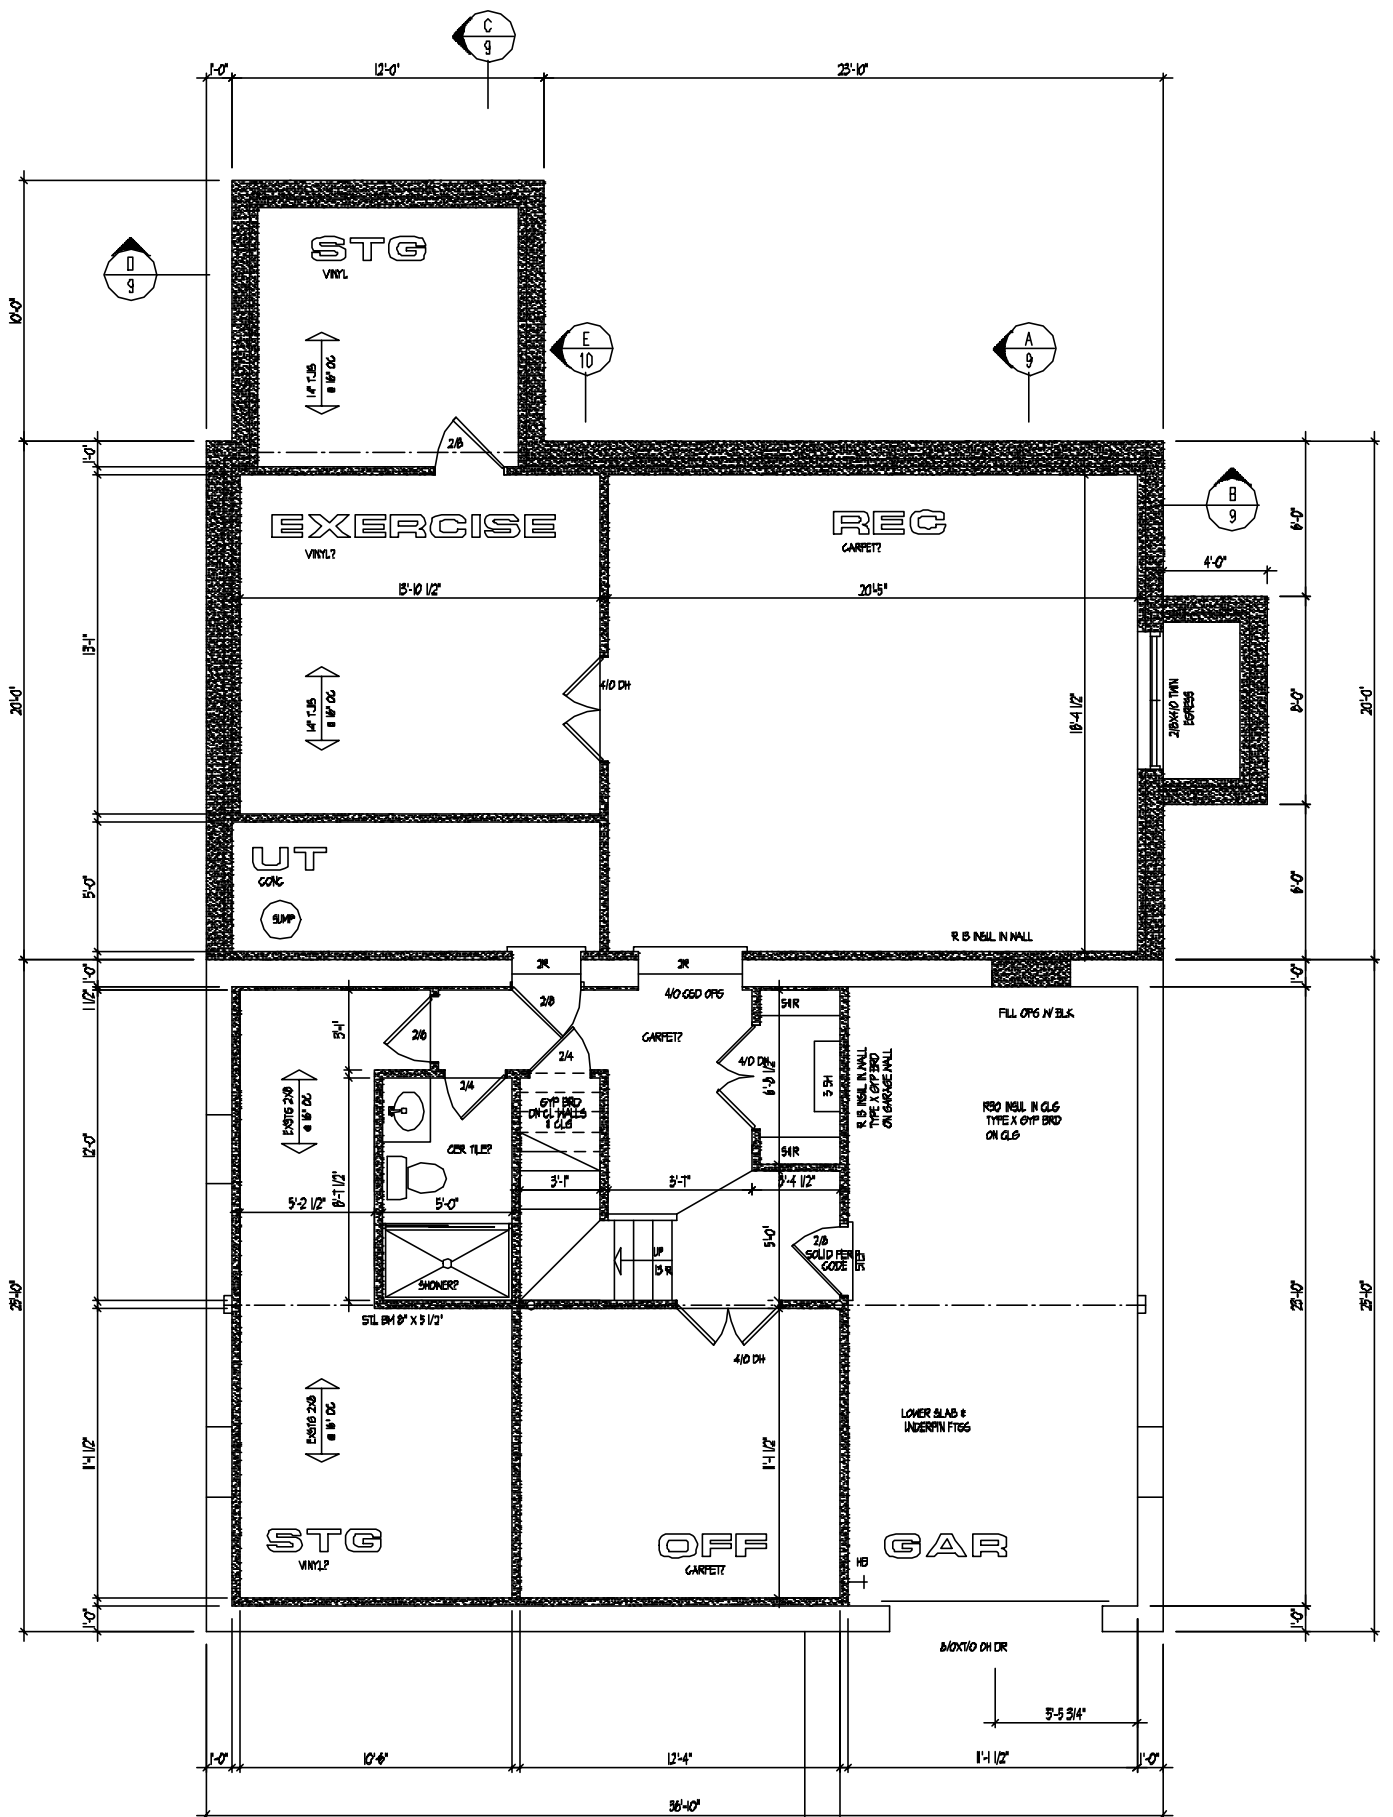 C
9
1'-0"
12'-0"
23'-10"
STG
VINYL
D
9
10'-0"
14" TJIS
@ 16" OC
E
10
A
9
2/8
1'-0"
B
9
6'-0"
EXERCISE
VINYL?
REC
CARPET?
4'-0"
13'-10 1/2"
20'-5"
13'-1"
20'-0"
14" TJIS
@ 16" OC
4/0 DH
18'-4 1/2"
2/8X4/0 TWIN
EGRESS
8'-0"
20'-0"
UT
CONC
SUMP
5'-0"
6'-0"
R 13 INSUL IN WALL
2R
2R
1'-0"
1 1/2"
1'-0"
2/8
4/0 CSD OPG
CARPET?
FILL OPG W/ BLK
3'-1"
2/6
2/4
2/4
4/0 DH
6'-8 1/2"
3 SH
R 13 INSUL IN WALL
TYPE X GYP BRD
ON GARAGE WALL
EXSTG 2X8
@ 16" OC
GYP BRD
ON CL WALLS
& CLG
R30 INSUL IN CLG
TYPE X GYP BRD
ON CLG
12'-0"
CER TILE?
8'-7 1/2"
5'-2 1/2"
5'-0"
3'-1"
3'-7"
3'-4 1/2"
5'-0"
UP
13 R
2/8
SOLID PER
CODE
SHOWER?
STL BM 8" X 5 1/2"
25'-10"
23'-10"
25'-10"
4/0 DH
EXSTG 2X8
@ 16" OC
11'-1 1/2"
11'-1 1/2"
LOWER SLAB &
UNDERPIN FTGS
STG
VINYL?
OFF
CARPET?
GAR
HB
1'-0"
1'-0"
8/0X7/0 OH DR
3'-5 3/4"
1'-0"
10'-6"
12'-4"
11'-1 1/2"
1'-0"
36'-10"